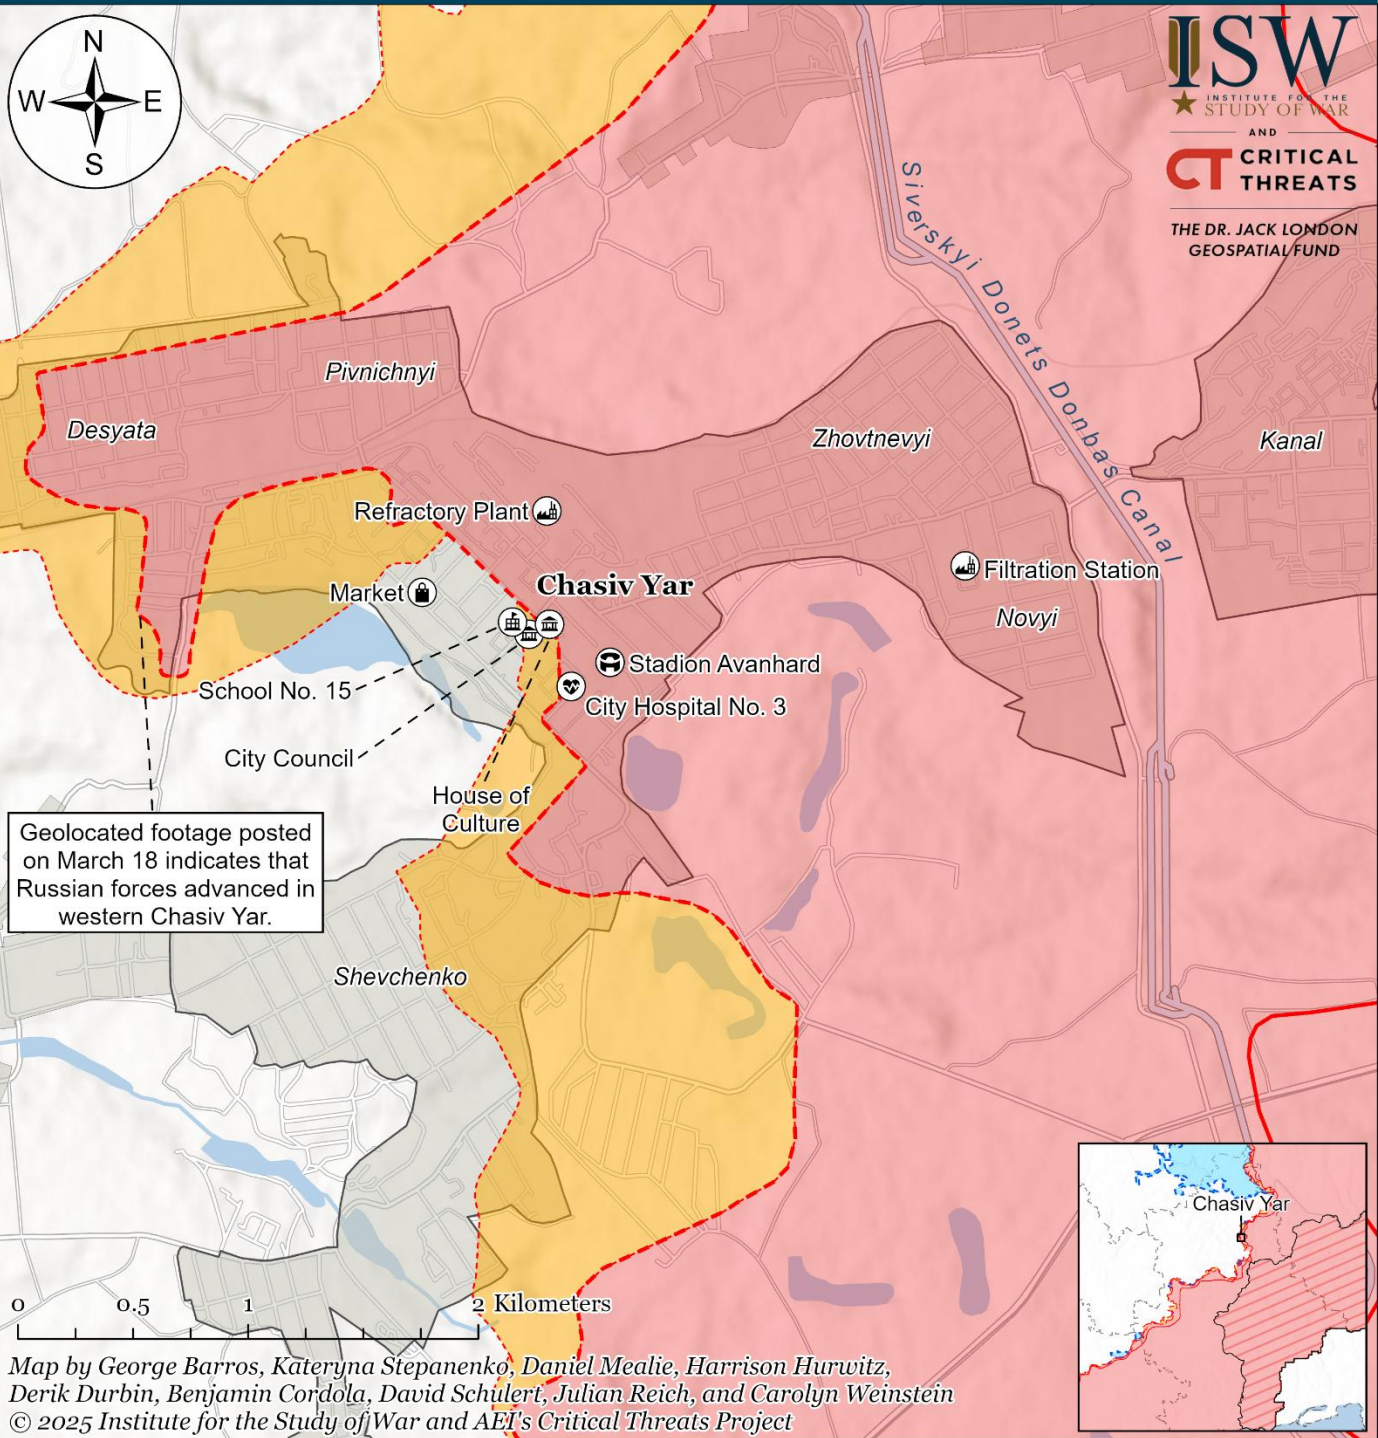 N
W
E
S
ISW
INSTITUTE FOR THE
STUDY OF WAR
AND
CT CRITICAL
THREATS
THE DR. JACK LONDON
GEOSPATIAL FUND
Siverskyi Donets Donbas Canal
Pivnichnyi
Desyata
Zhovtnevyi
Kanal
Refractory Plant
Filtration Station
Market
Chasiv Yar
Novyi
Stadion Avanhard
School No. 15
City Hospital No. 3
City Council
House of
Culture
Geolocated footage posted
on March 18 indicates that
Russian forces advanced in
western Chasiv Yar.
Shevchenko
Chasiv Yar
0 0.5 1 2 Kilometers
Map by George Barros, Kateryna Stepanenko, Daniel Mealie, Harrison Hurwitz,
Derik Durbin, Benjamin Cordola, David Schulert, Julian Reich, and Carolyn Weinstein
© 2025 Institute for the Study of War and AEI's Critical Threats Project